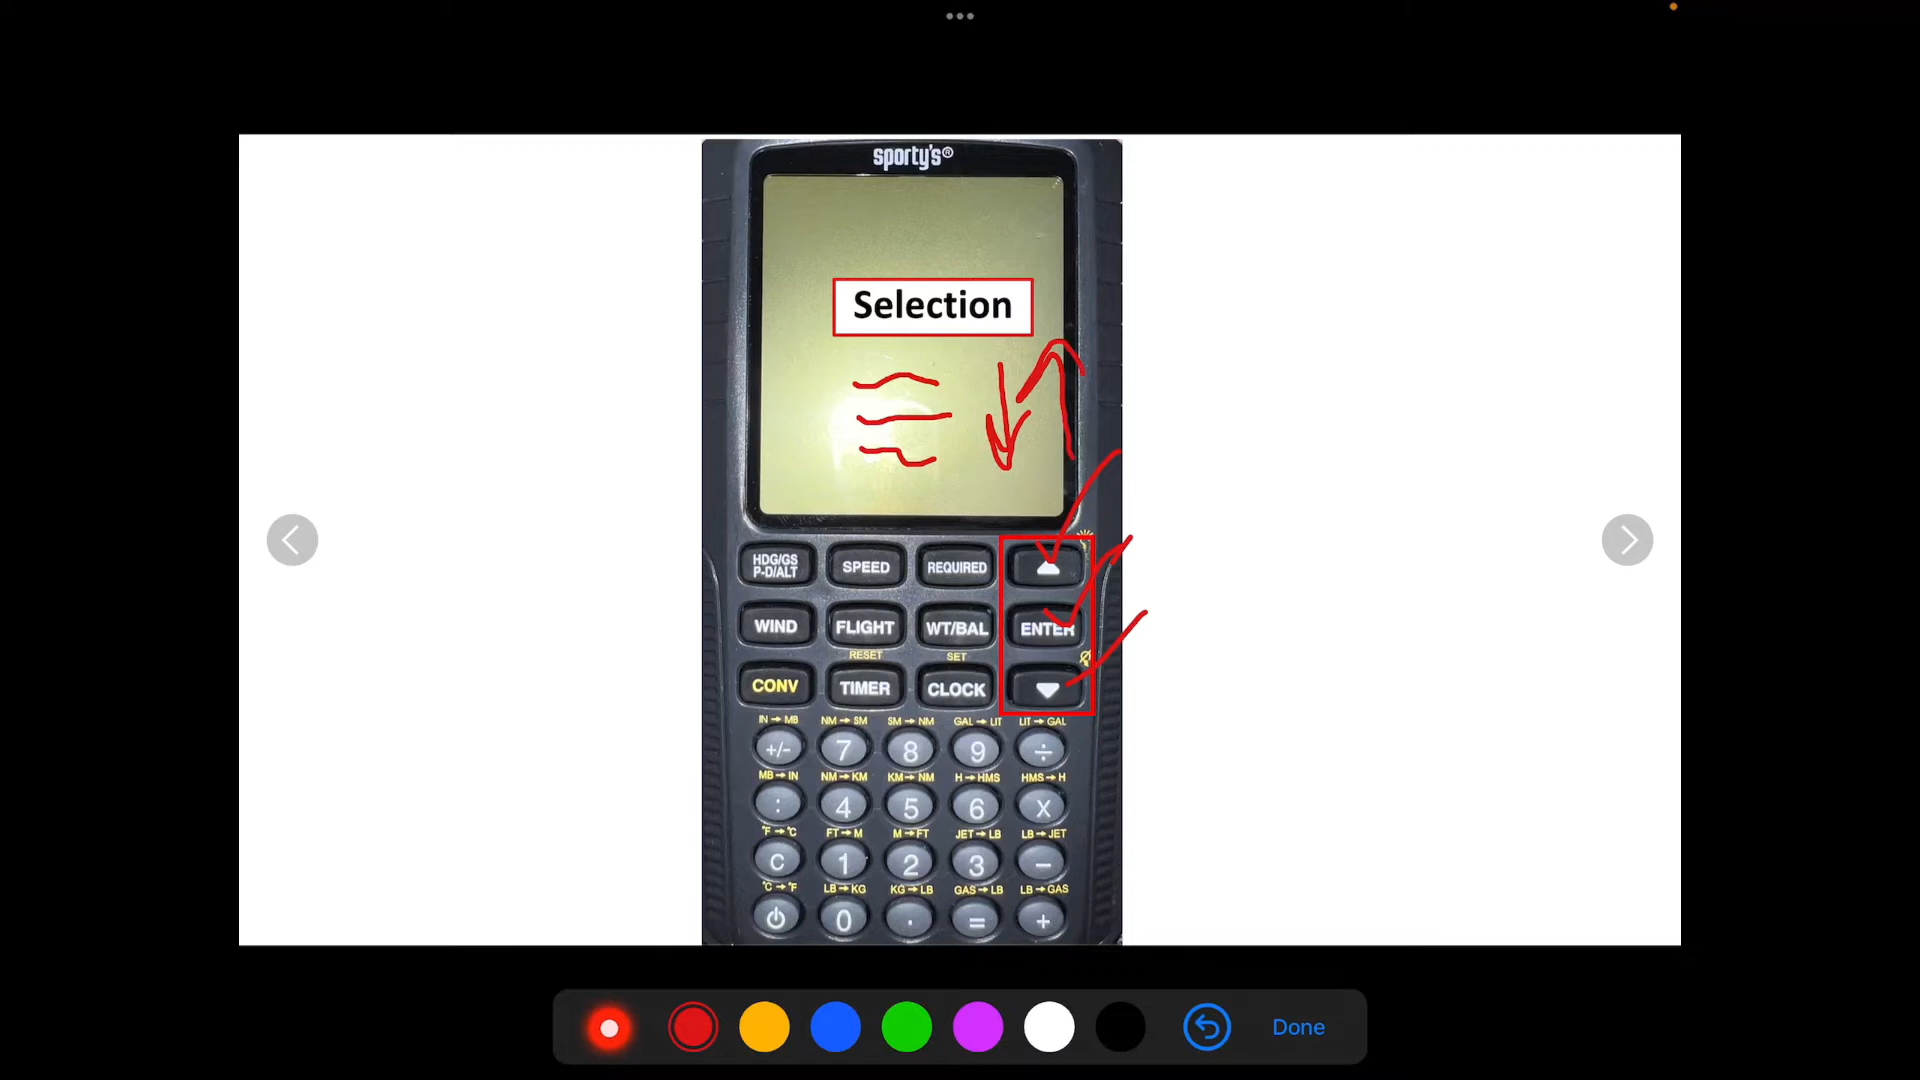 sporty's®
Selection
HDG/GS SPEED REQUIRED
P-D/ALT
WIND FLIGHT WT/BAL ENTER
RESET SET
CONV TIMER CLOCK
IN→MB NM→SM SM→NM GAL→LIT LIT→GAL
+/- 7 8 9 ÷
MB→IN NM→KM KM→NM H→HMS HMS→H
: 4 5 6 X
°F→°C FT→M M→FT JET→LB LB→JET
C 1 2 3 −
°C→°F LB→KG KG→LB GAS→LB LB→GAS
0 . = +
Done